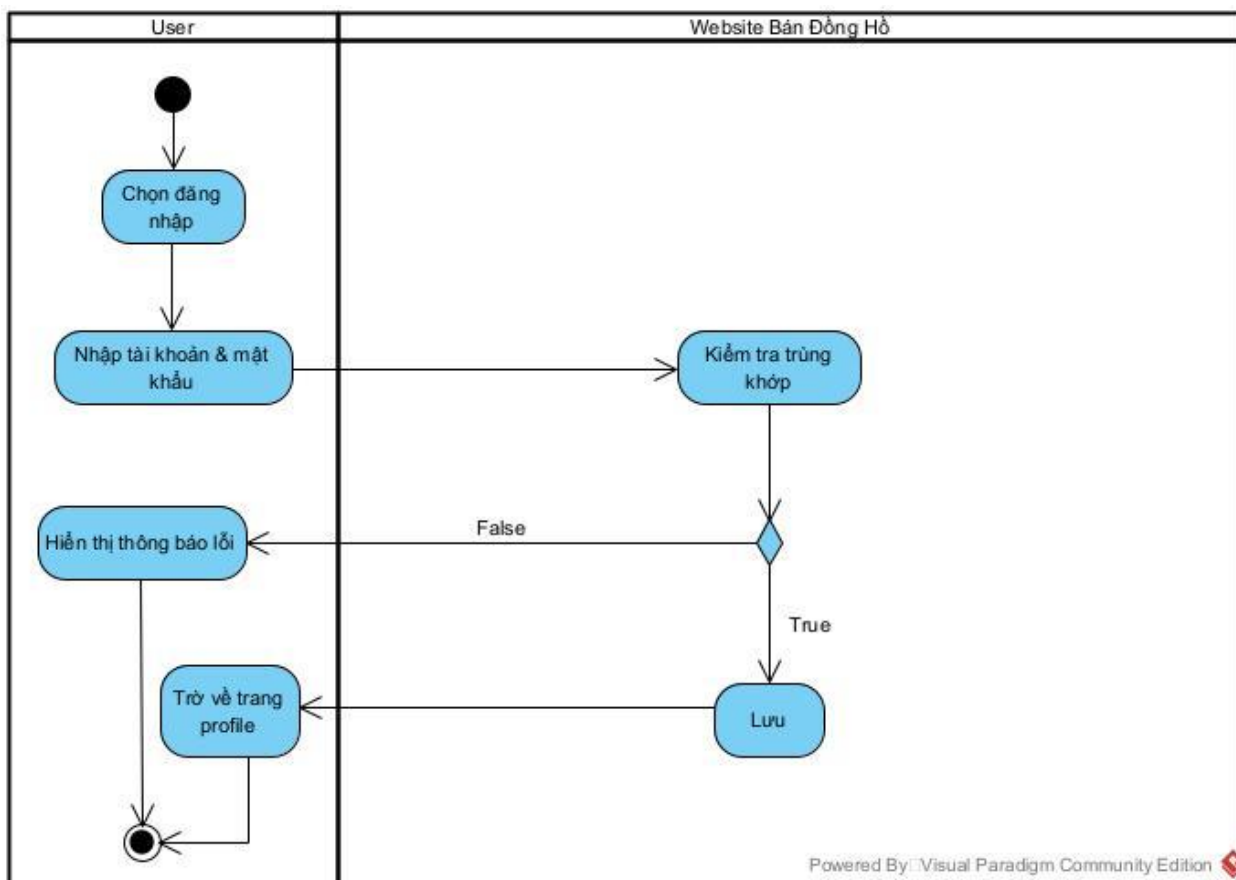 User
Website Bán Đồng Hồ
Chọn đăng
nhập
Nhập tài khoản & mật
khẩu
Kiểm tra trùng
khớp
False
Hiển thị thông báo lỗi
True
Trờ về trang
profile
Lưu
Powered By Visual Paradigm Community Edition